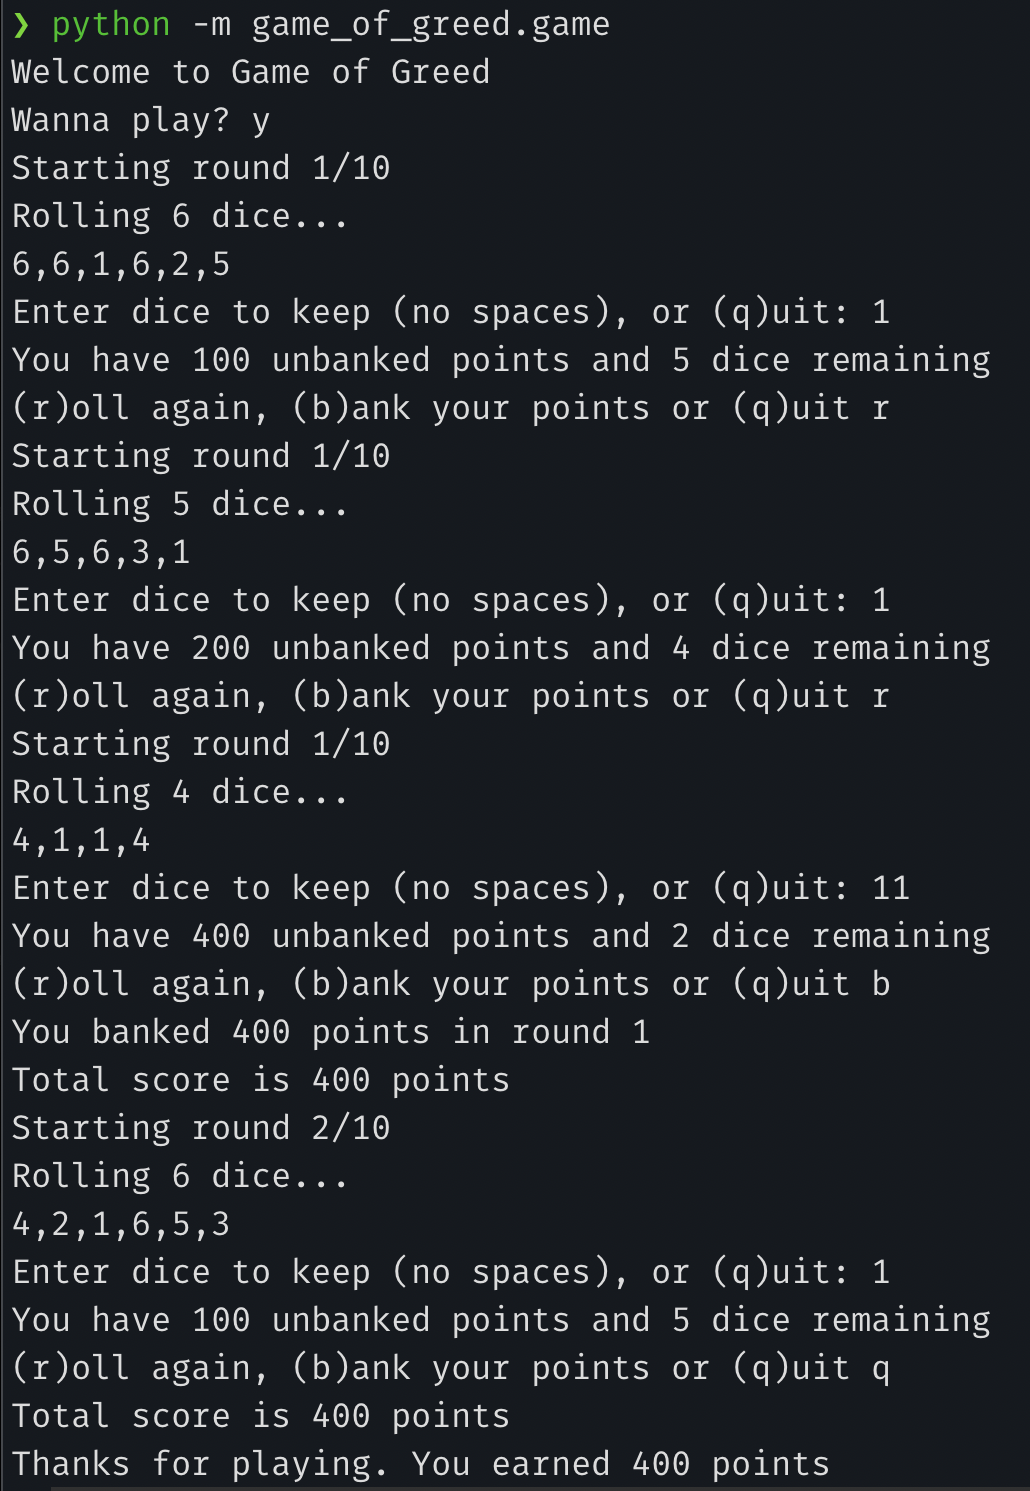 ❯ python -m game_of_greed.game
Welcome to Game of Greed
Wanna play? y
Starting round 1/10
Rolling 6 dice...
6,6,1,6,2,5
Enter dice to keep (no spaces), or (q)uit: 1
You have 100 unbanked points and 5 dice remaining
(r)oll again, (b)ank your points or (q)uit r
Starting round 1/10
Rolling 5 dice...
6,5,6,3,1
Enter dice to keep (no spaces), or (q)uit: 1
You have 200 unbanked points and 4 dice remaining
(r)oll again, (b)ank your points or (q)uit r
Starting round 1/10
Rolling 4 dice...
4,1,1,4
Enter dice to keep (no spaces), or (q)uit: 11
You have 400 unbanked points and 2 dice remaining
(r)oll again, (b)ank your points or (q)uit b
You banked 400 points in round 1
Total score is 400 points
Starting round 2/10
Rolling 6 dice...
4,2,1,6,5,3
Enter dice to keep (no spaces), or (q)uit: 1
You have 100 unbanked points and 5 dice remaining
(r)oll again, (b)ank your points or (q)uit q
Total score is 400 points
Thanks for playing. You earned 400 points